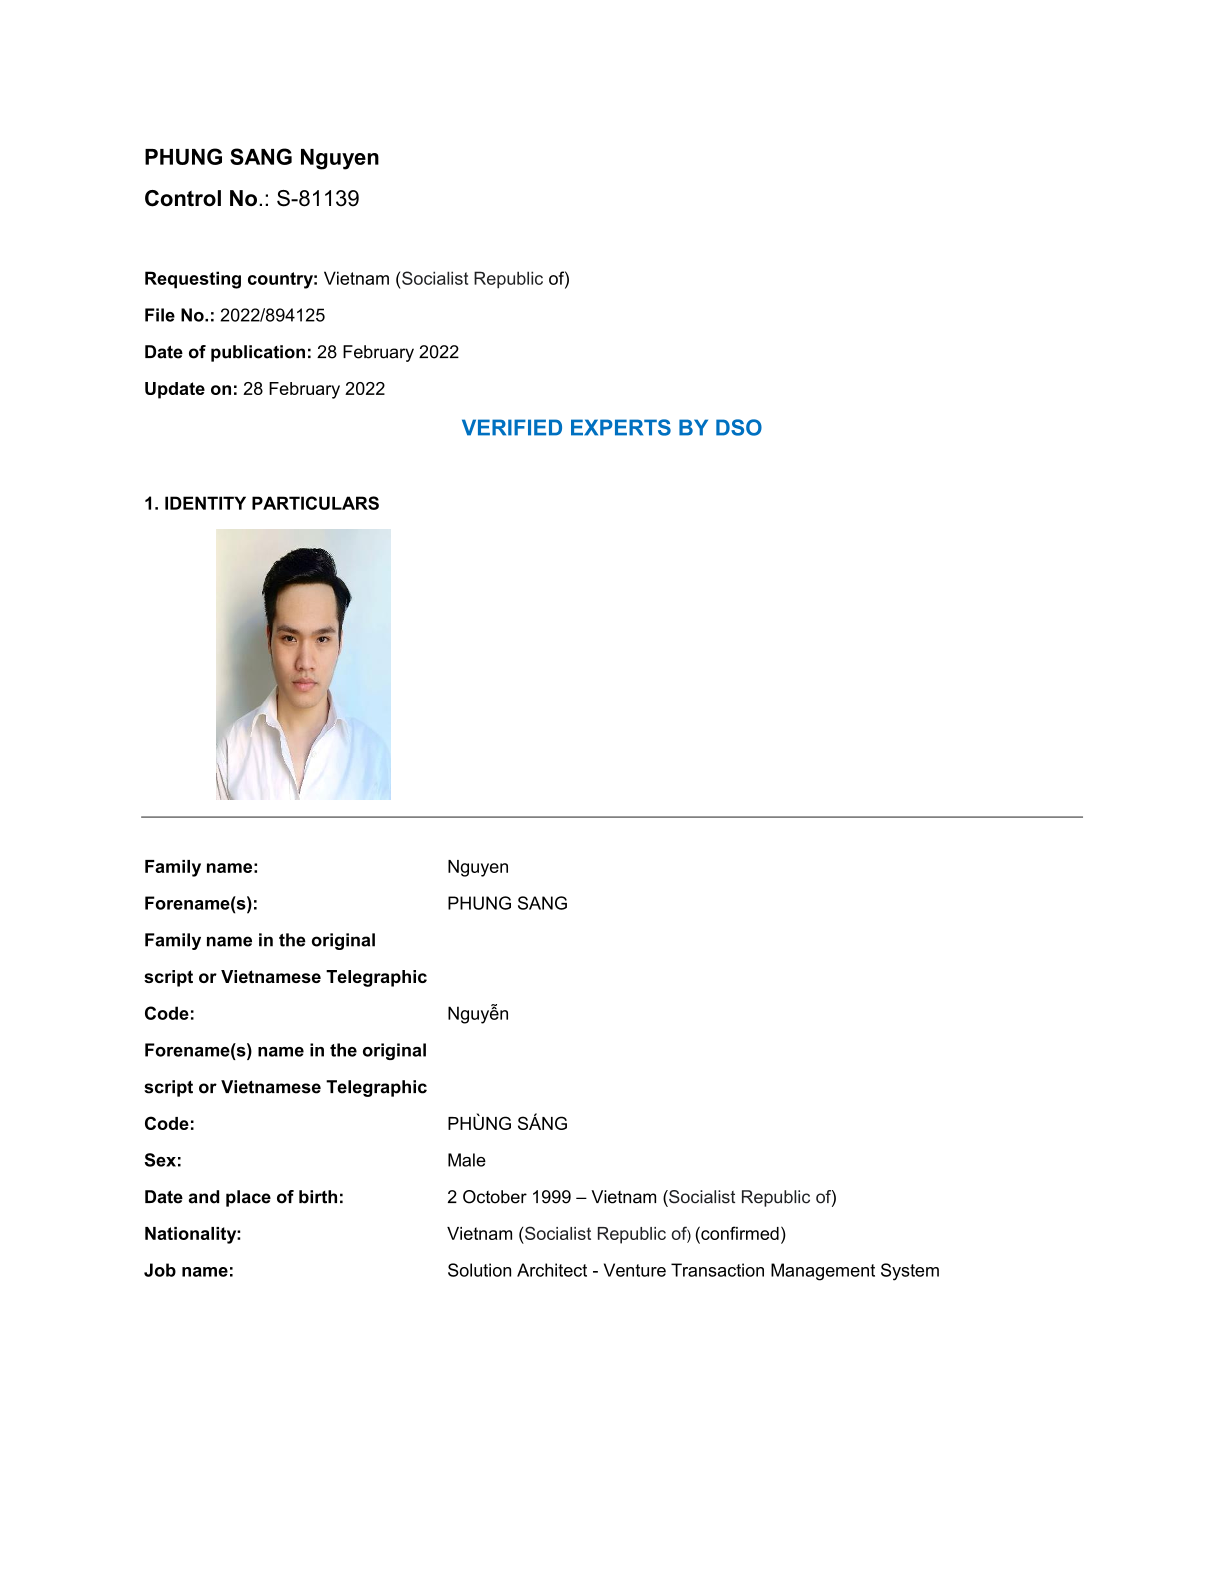 PHUNG SANG Nguyen
Control No.: S-81139
Requesting country: Vietnam (Socialist Republic of)
File No.: 2022/894125
Date of publication: 28 February 2022
Update on: 28 February 2022
VERIFIED EXPERTS BY DSO
1. IDENTITY PARTICULARS
Family name: Nguyen
Forename(s): PHUNG SANG
Family name in the original
script or Vietnamese Telegraphic
Code: Nguyễn
Forename(s) name in the original
script or Vietnamese Telegraphic
Code: PHÙNG SÁNG
Sex: Male
Date and place of birth: 2 October 1999 – Vietnam (Socialist Republic of)
Nationality: Vietnam (Socialist Republic of) (confirmed)
Job name: Solution Architect - Venture Transaction Management System